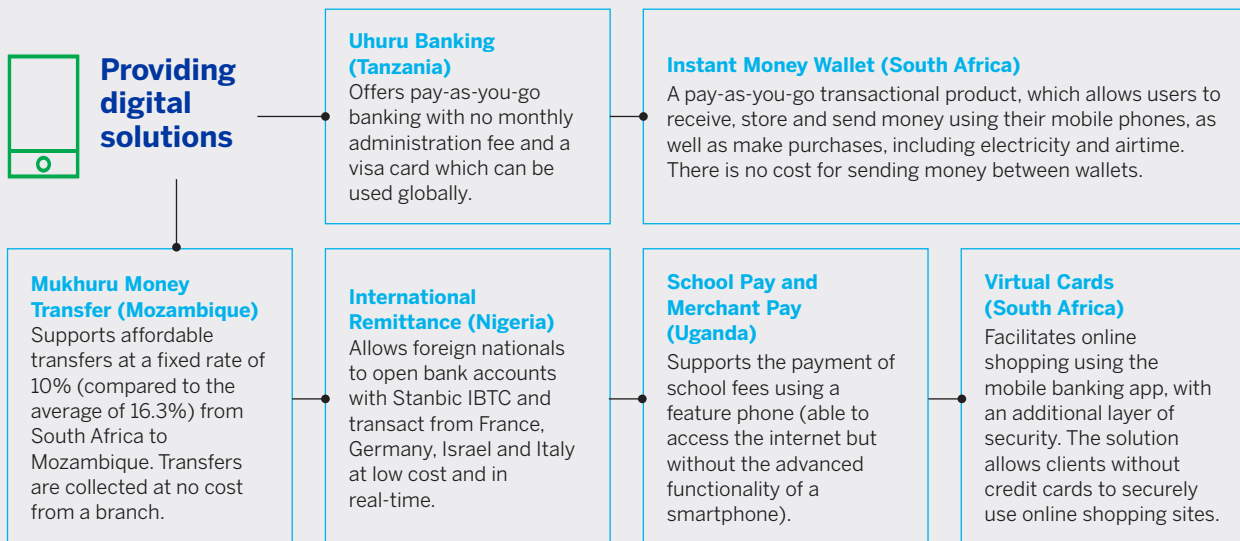 Providing
digital
solutions
Uhuru Banking
(Tanzania)
Offers pay-as-you-go
banking with no monthly
administration fee and a
visa card which can be
used globally.
Instant Money Wallet (South Africa)
A pay-as-you-go transactional product, which allows users to
receive, store and send money using their mobile phones, as
well as make purchases, including electricity and airtime.
There is no cost for sending money between wallets.
Mukhuru Money
Transfer (Mozambique)
Supports affordable
transfers at a fixed rate of
10% (compared to the
average of 16.3%) from
South Africa to
Mozambique. Transfers
are collected at no cost
from a branch.
International
Remittance (Nigeria)
Allows foreign nationals
to open bank accounts
with Stanbic IBTC and
transact from France,
Germany, Israel and Italy
at low cost and in
real-time.
School Pay and
Merchant Pay
(Uganda)
Supports the payment of
school fees using a
feature phone (able to
access the internet but
without the advanced
functionality of a
smartphone).
Virtual Cards
(South Africa)
Facilitates online
shopping using the
mobile banking app, with
an additional layer of
security. The solution
allows clients without
credit cards to securely
use online shopping sites.